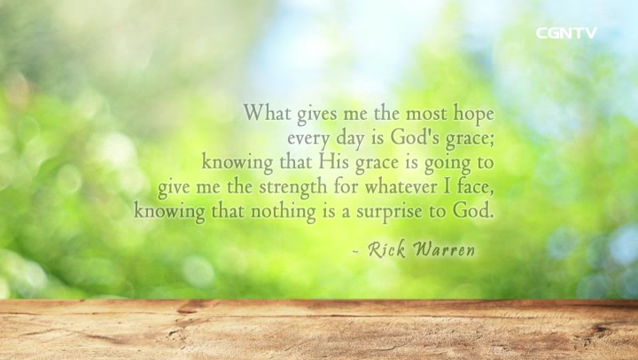 CGNTV
What gives me the most hope
every day is God's grace;
knowing that His grace is going to
give me the strength for whatever I face,
knowing that nothing is a surprise to God.
~ Rick Warren